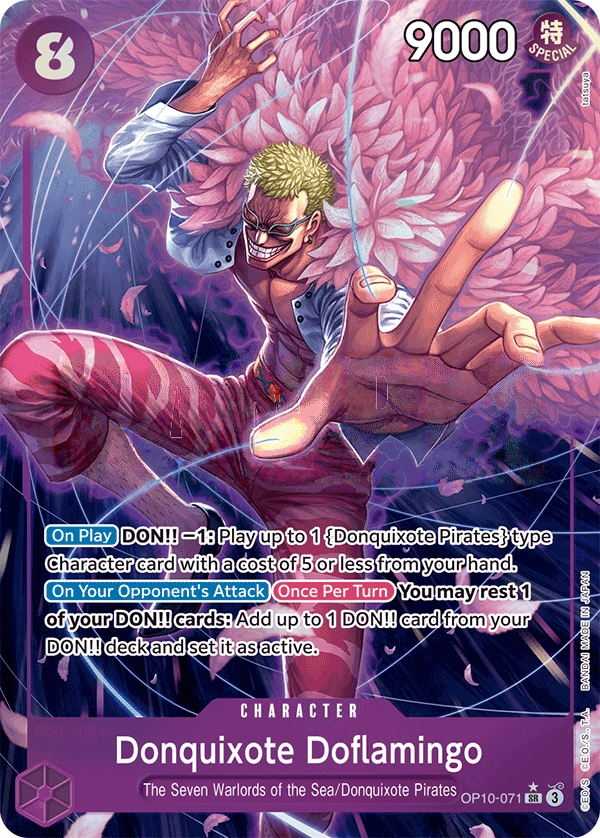 8
9000
特
SPECIAL
tatsuya
On Play DON!! −1: Play up to 1 {Donquixote Pirates} type
Character card with a cost of 5 or less from your hand.
On Your Opponent's Attack Once Per Turn You may rest 1
of your DON!! cards: Add up to 1 DON!! card from your
DON!! deck and set it as active.
©E.O/S ©E.O./S.,T.A. BANDAI MADE IN JAPAN
CHARACTER
Donquixote Doflamingo
The Seven Warlords of the Sea/Donquixote Pirates
OP10-071 SR 3